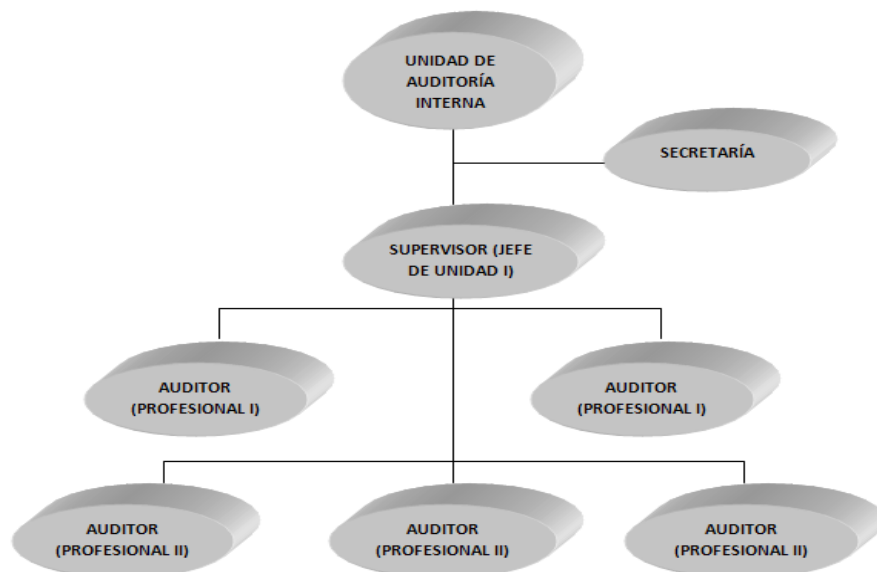 UNIDAD DE
AUDITORÍA
INTERNA
SECRETARÍA
SUPERVISOR (JEFE
DE UNIDAD I)
AUDITOR
(PROFESIONAL I)
AUDITOR
(PROFESIONAL I)
AUDITOR
(PROFESIONAL II)
AUDITOR
(PROFESIONAL II)
AUDITOR
(PROFESIONAL II)